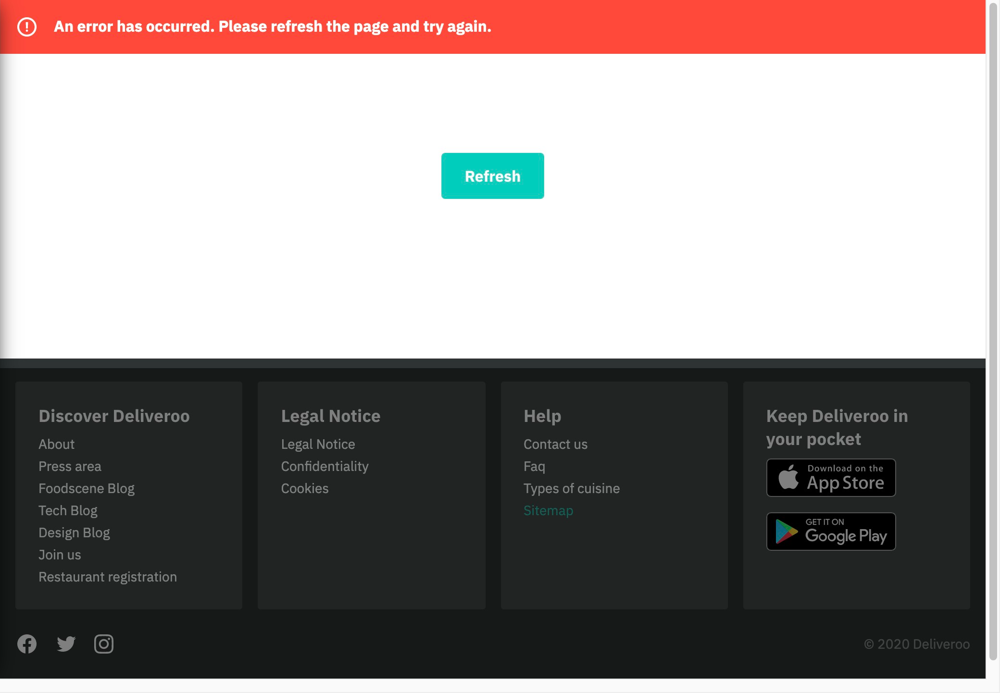 An error has occurred. Please refresh the page and try again.
Refresh
Discover Deliveroo
About
Press area
Foodscene Blog
Tech Blog
Design Blog
Join us
Restaurant registration
Legal Notice
Legal Notice
Confidentiality
Cookies
Help
Contact us
Faq
Types of cuisine
Sitemap
Keep Deliveroo in
your pocket
Download on the
App Store
GET IT ON
Google Play
© 2020 Deliveroo